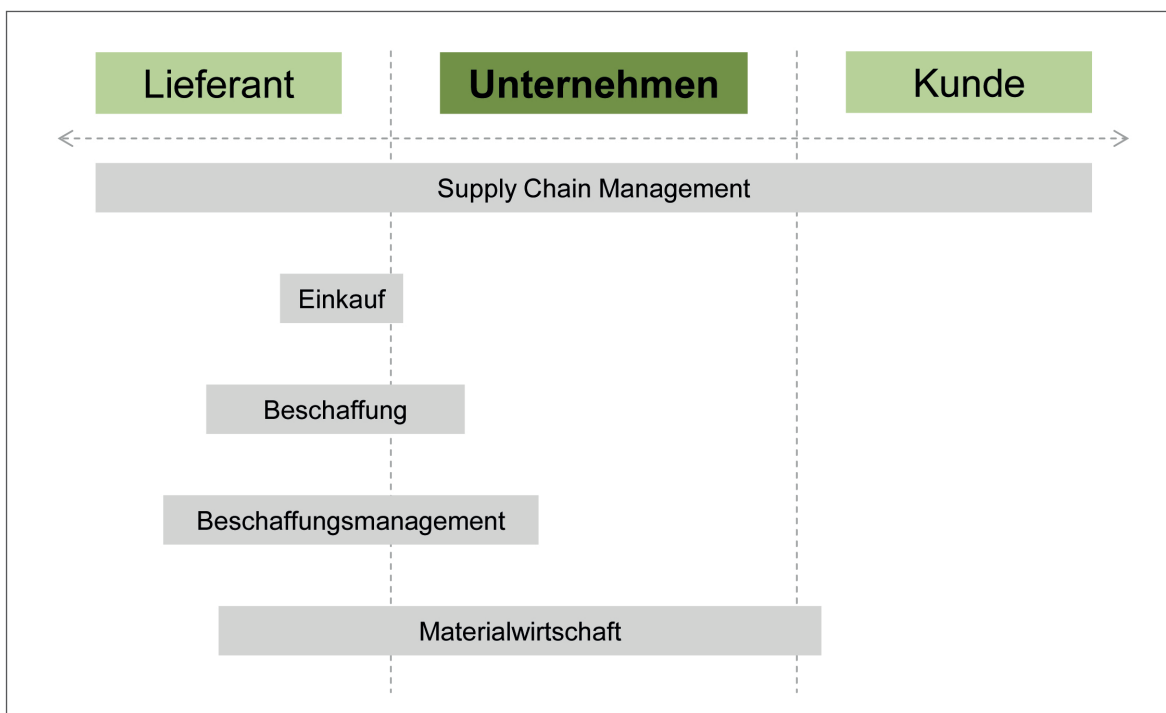 Lieferant
Unternehmen
Kunde
Supply Chain Management
Einkauf
Beschaffung
Beschaffungsmanagement
Materialwirtschaft